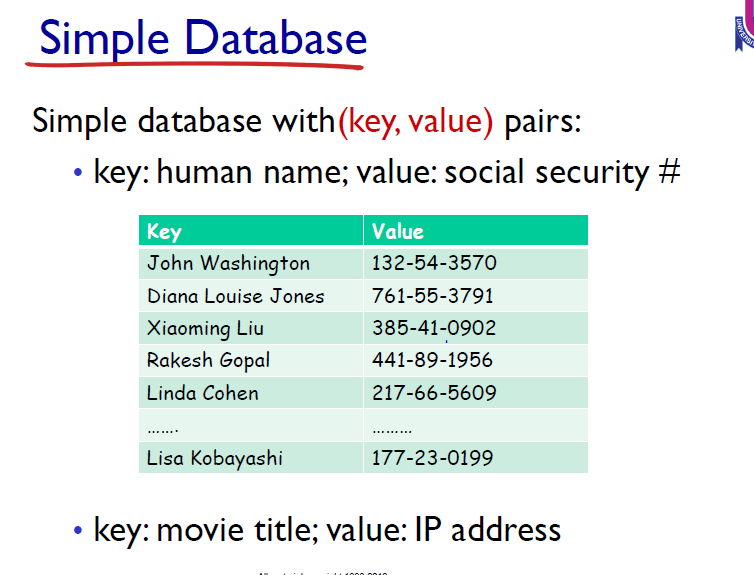 Simple Database
Simple database with(key, value) pairs:
• key: human name; value: social security #
Key Value
John Washington 132-54-3570
Diana Louise Jones 761-55-3791
Xiaoming Liu 385-41-0902
Rakesh Gopal 441-89-1956
Linda Cohen 217-66-5609
……. ………
Lisa Kobayashi 177-23-0199
• key: movie title; value: IP address